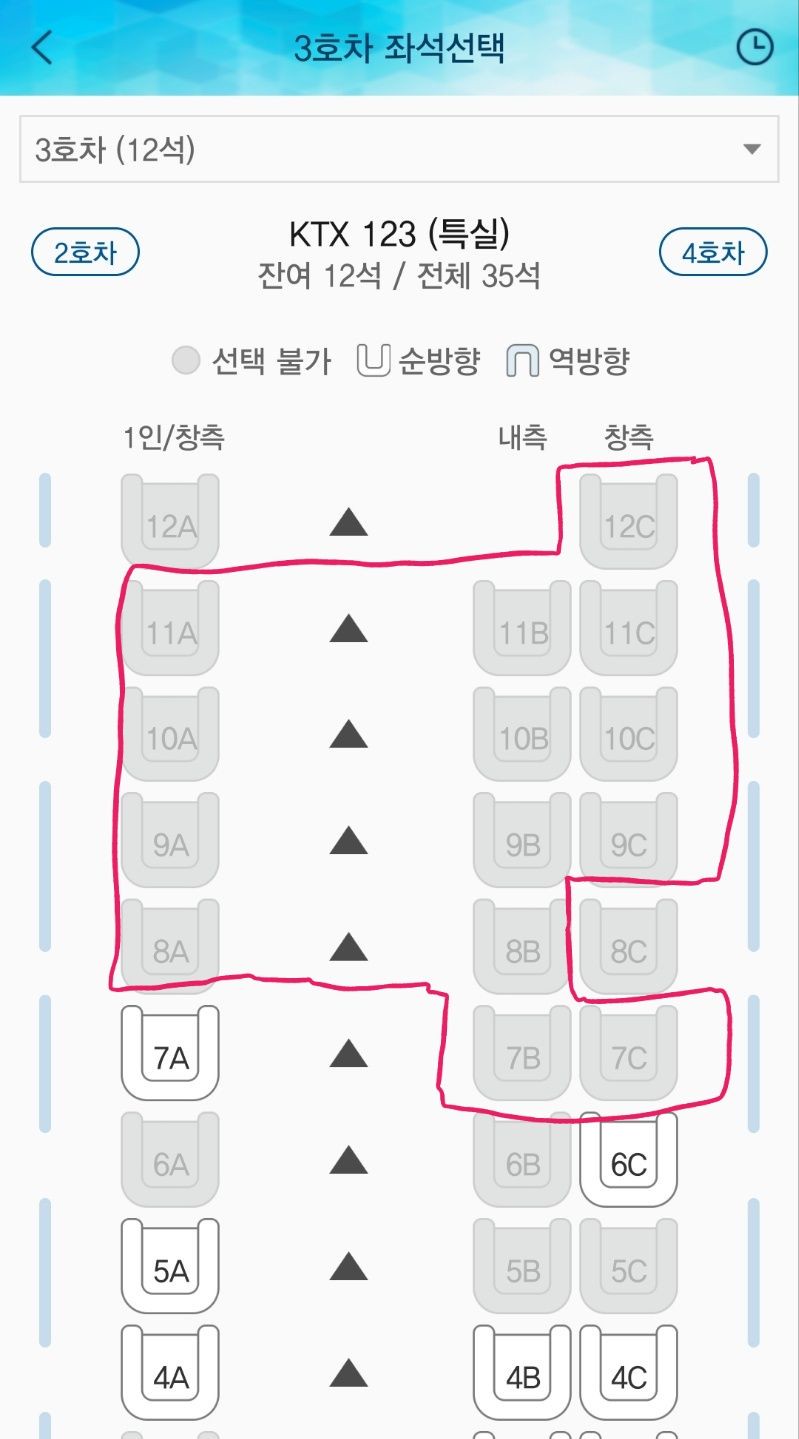 3호차 좌석선택
3호차 (12석)
2호차 KTX 123 (특실) 4호차
잔여 12석 / 전체 35석
선택 불가 순방향 역방향
1인/창측 내측 창측
12A 12C
11A 11B 11C
10A 10B 10C
9A 9B 9C
8A 8B 8C
7A 7B 7C
6A 6B 6C
5A 5B 5C
4A 4B 4C